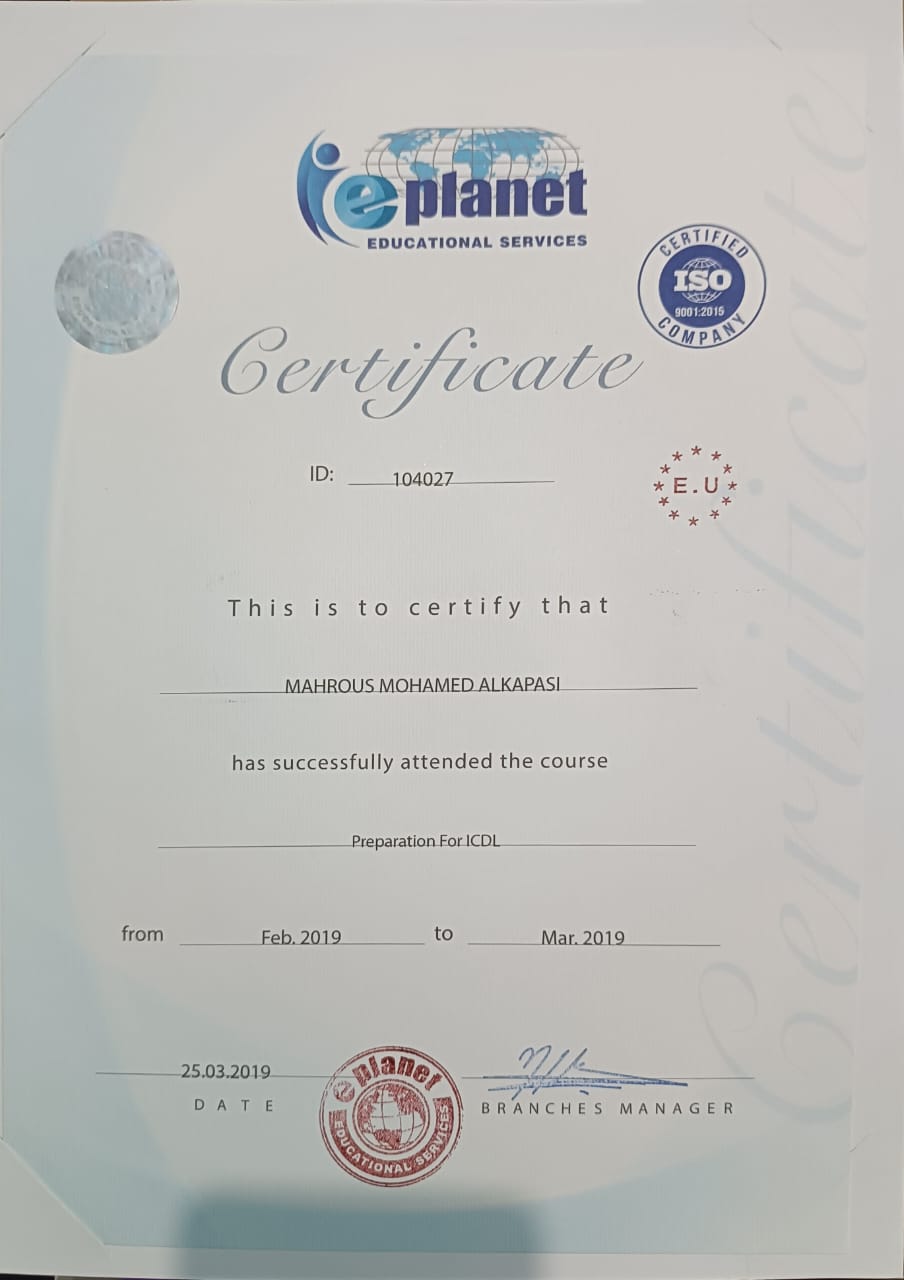 e planet
EDUCATIONAL SERVICES
CERTIFIED
ISO
9001:2015
COMPANY
Certificate
ID: 104027
E.U
This is to certify that
MAHROUS MOHAMED ALKAPASI
has successfully attended the course
Preparation For ICDL
from Feb. 2019 to Mar. 2019
25.03.2019
DATE
BRANCHES MANAGER
e planet
EDUCATIONAL SERVICES
Certificate